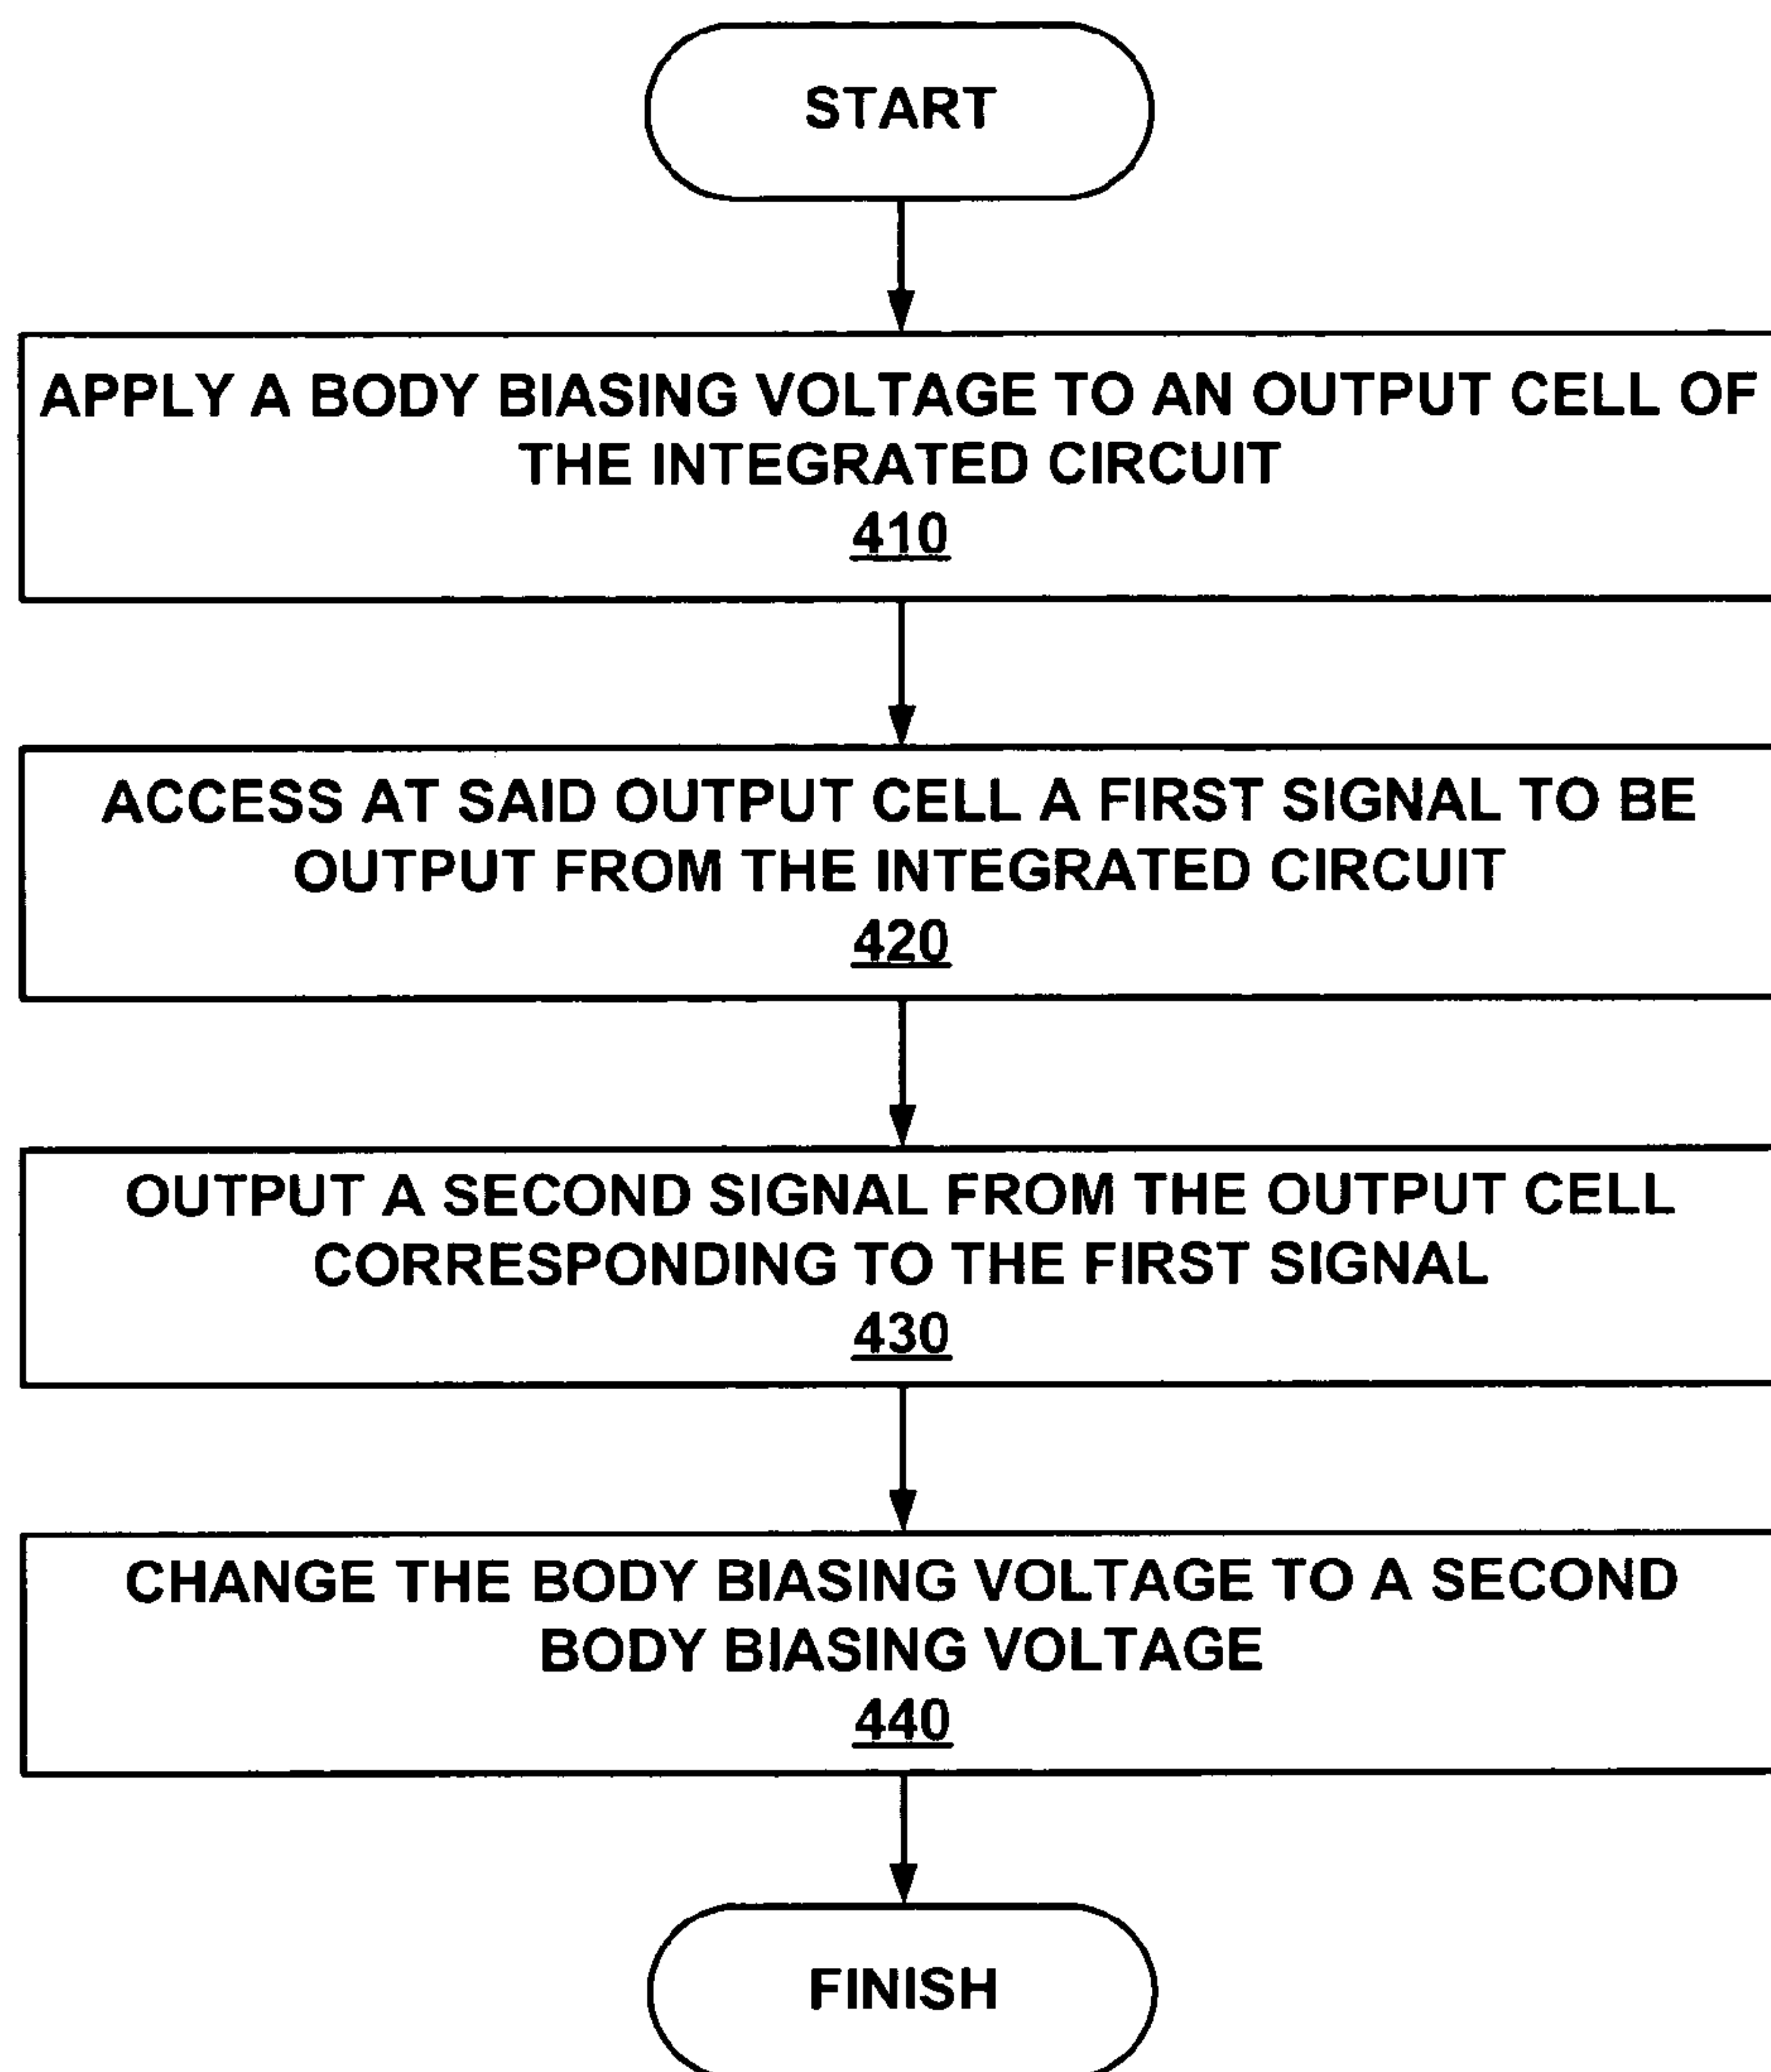 START
APPLY A BODY BIASING VOLTAGE TO AN OUTPUT CELL OF
THE INTEGRATED CIRCUIT
410
ACCESS AT SAID OUTPUT CELL A FIRST SIGNAL TO BE
OUTPUT FROM THE INTEGRATED CIRCUIT
420
OUTPUT A SECOND SIGNAL FROM THE OUTPUT CELL
CORRESPONDING TO THE FIRST SIGNAL
430
CHANGE THE BODY BIASING VOLTAGE TO A SECOND
BODY BIASING VOLTAGE
440
FINISH